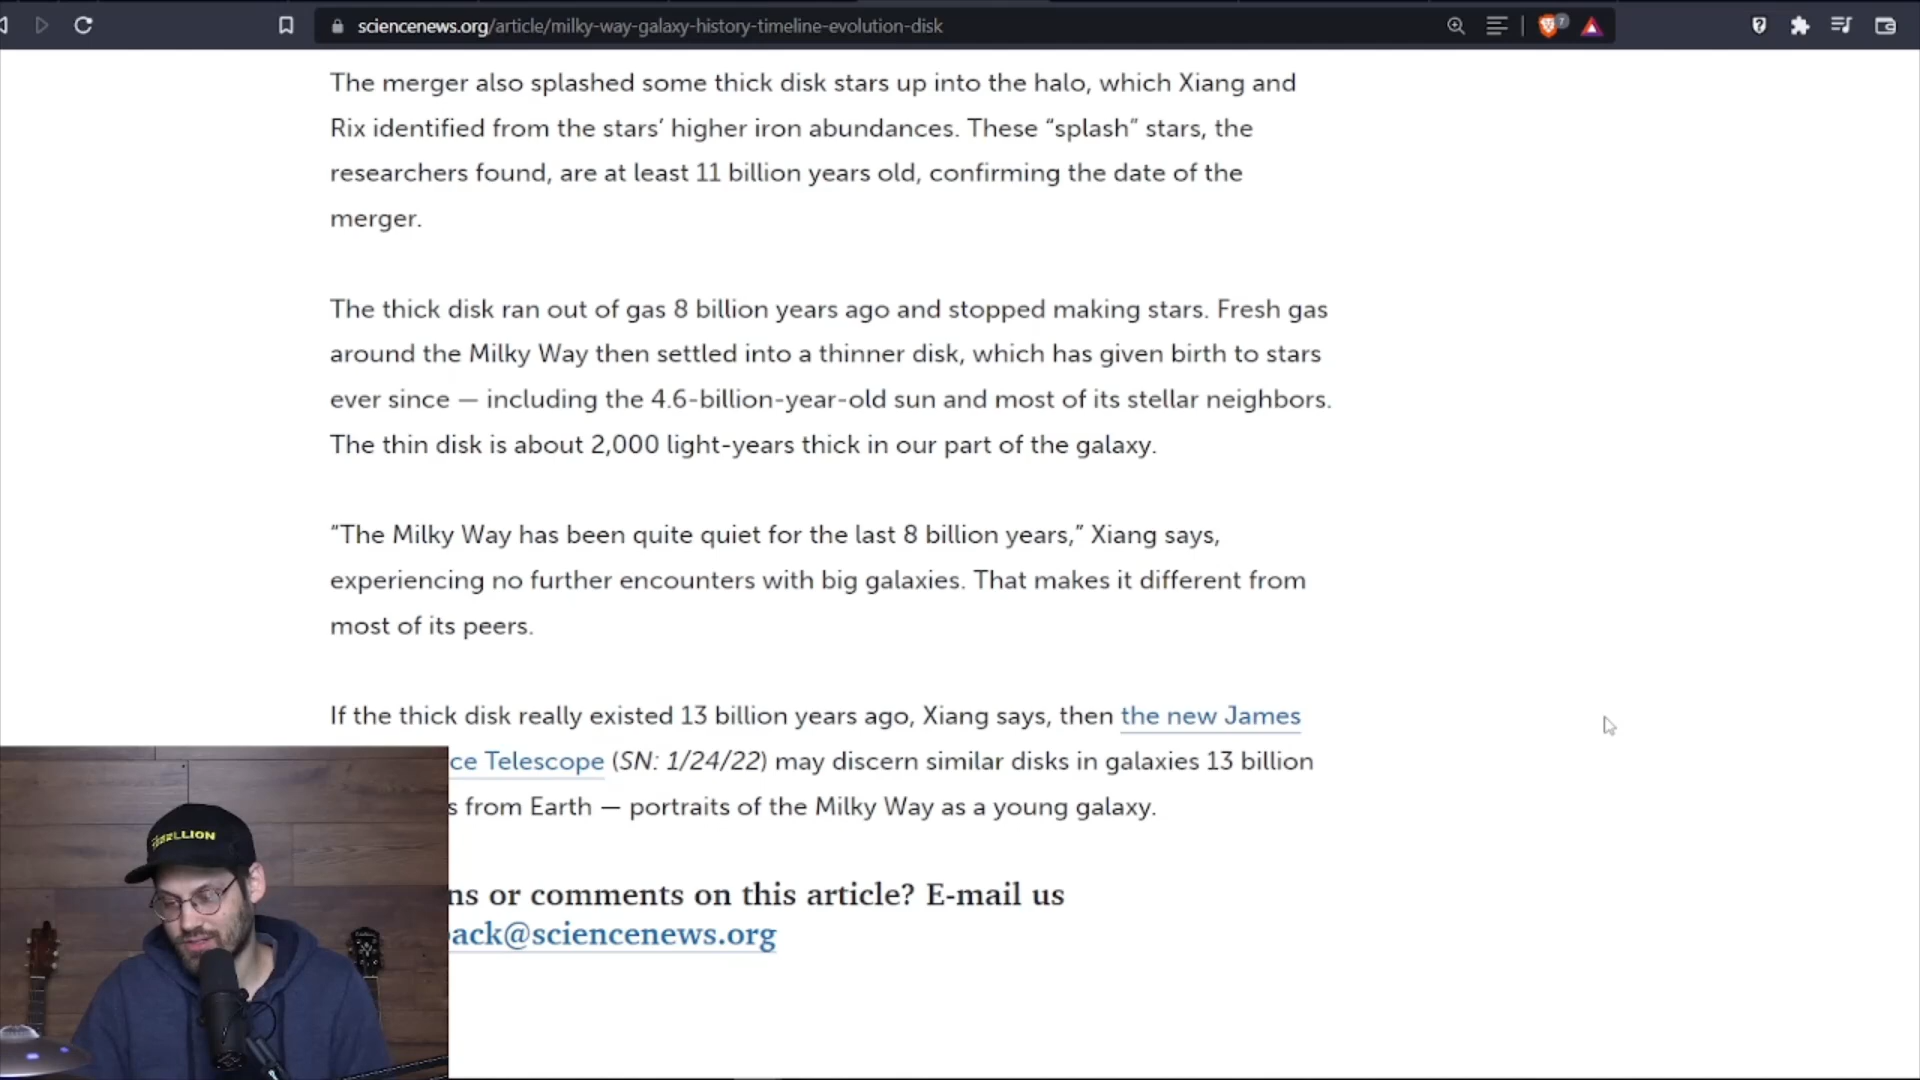 sciencenews.org/article/milky-way-galaxy-history-timeline-evolution-disk
7
The merger also splashed some thick disk stars up into the halo, which Xiang and
Rix identified from the stars’ higher iron abundances. These “splash” stars, the
researchers found, are at least 11 billion years old, confirming the date of the
merger.
The thick disk ran out of gas 8 billion years ago and stopped making stars. Fresh gas
around the Milky Way then settled into a thinner disk, which has given birth to stars
ever since — including the 4.6-billion-year-old sun and most of its stellar neighbors.
The thin disk is about 2,000 light-years thick in our part of the galaxy.
“The Milky Way has been quite quiet for the last 8 billion years,” Xiang says,
experiencing no further encounters with big galaxies. That makes it different from
most of its peers.
If the thick disk really existed 13 billion years ago, Xiang says, then the new James
ce Telescope (SN: 1/24/22) may discern similar disks in galaxies 13 billion
s from Earth — portraits of the Milky Way as a young galaxy.
ns or comments on this article? E-mail us
back@sciencenews.org
REBELLION